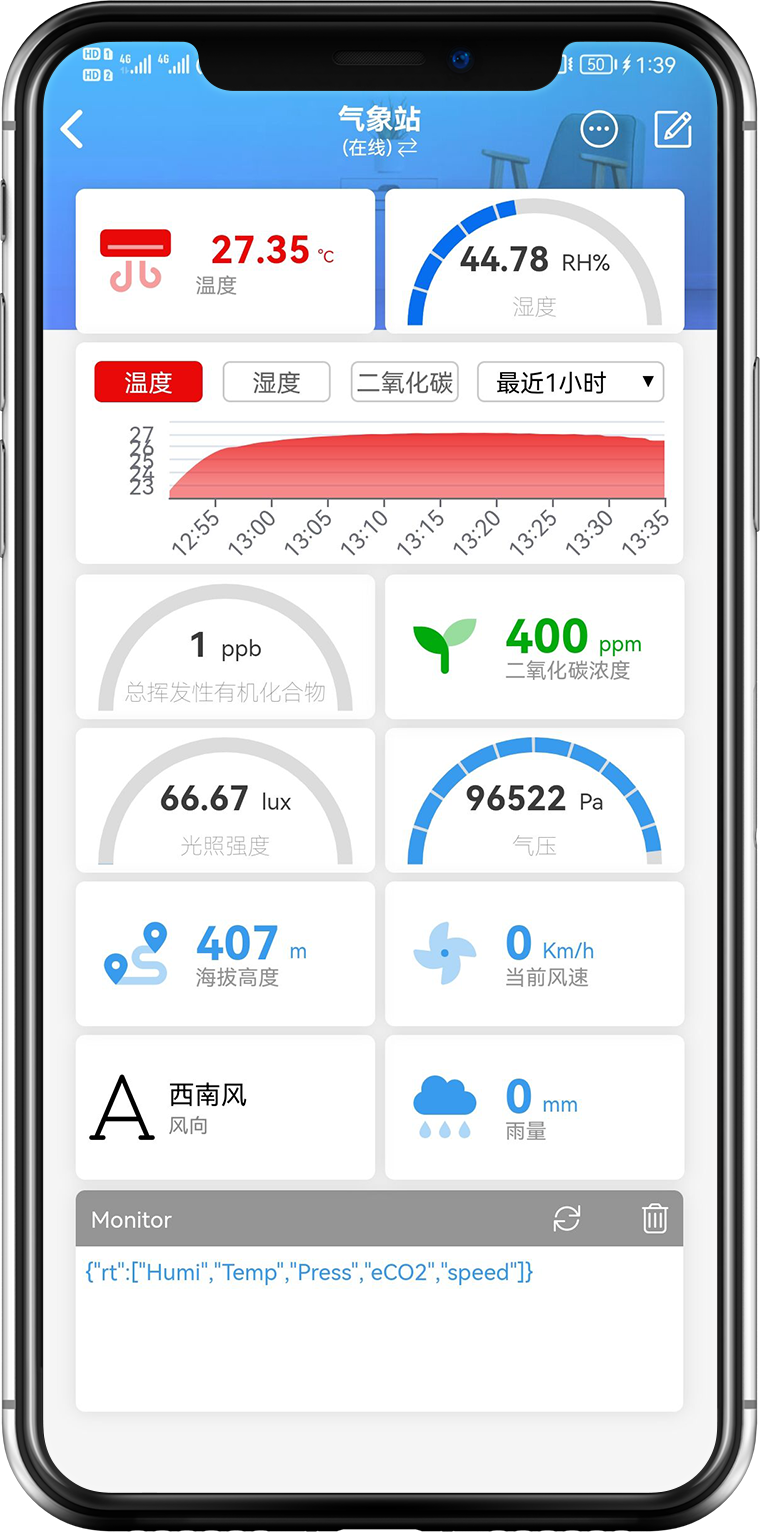 HD 1
HD 2
4G
4G
50
1:39
气象站
(在线)
27.35 ℃
温度
44.78 RH%
湿度
温度 湿度 二氧化碳 最近1小时 ▼
27
26
25
24
23
12:55 13:00 13:05 13:10 13:15 13:20 13:25 13:30 13:35
1 ppb
总挥发性有机化合物
400 ppm
二氧化碳浓度
66.67 lux
光照强度
96522 Pa
气压
407 m
海拔高度
0 Km/h
当前风速
A
西南风
风向
0 mm
雨量
Monitor
{"rt":["Humi","Temp","Press","eCO2","speed"]}